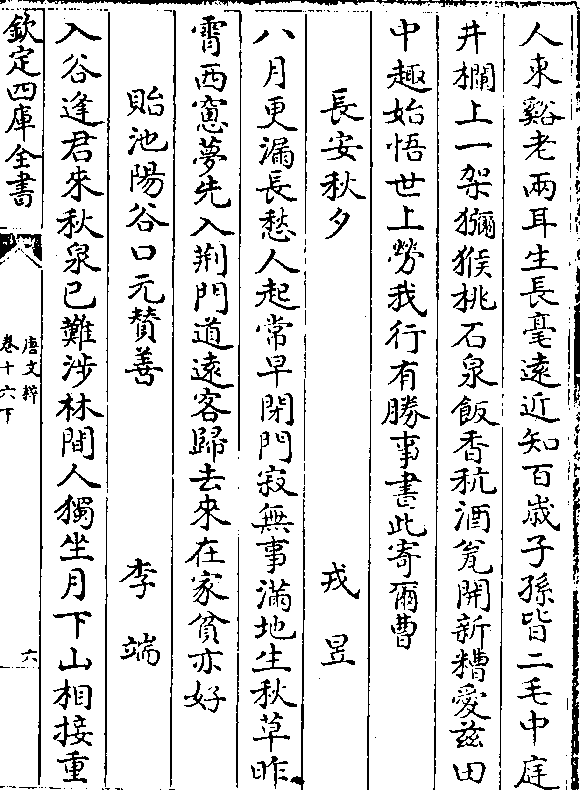 人東谿老兩耳生長毫遠近知百歲子孫皆二毛中庭
井欄上一架獼猴桃石泉飯香秔酒瓮開新糟愛兹田
中趣始悟世上勞我行有勝事書此寄爾曹
長安秋夕 戎昱
八月更漏長愁人起常早閉門寂無事滿地生秋草昨
霄西窻夢先入荆門道遠客歸去來在家貧亦好
貽池陽谷口元贊善 李端
入谷逢君來秋泉已難涉林間人獨坐月下山相接重
欽定四庫全書
唐文粹
卷十六下
六